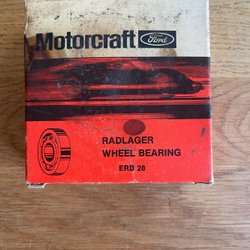 Motorcraft Ford
RADLAGER
WHEEL BEARING
ERB 28